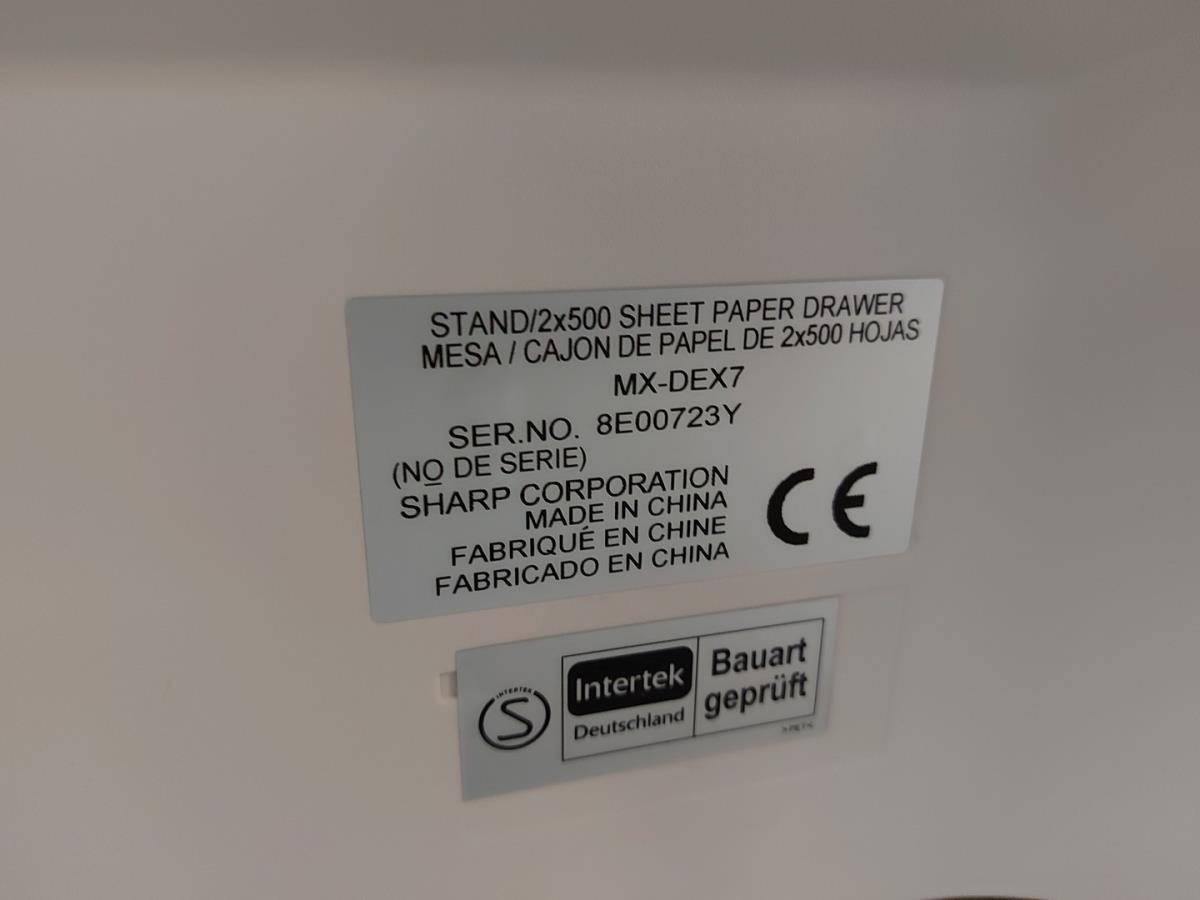 STAND/2x500 SHEET PAPER DRAWER
MESA / CAJON DE PAPEL DE 2x500 HOJAS
MX-DEX7
SER.NO. 8E00723Y
(NO DE SERIE)
SHARP CORPORATION
MADE IN CHINA
FABRIQUÉ EN CHINE
FABRICADO EN CHINA
CE
INTERTEK
S
Intertek
Deutschland
Bauart
geprüft